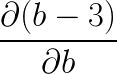 ∂(b − 3)
∂b